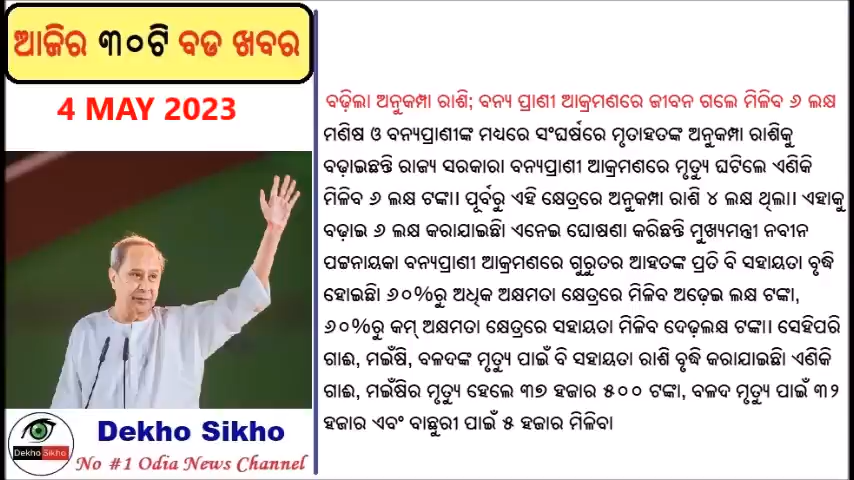 ଆଜିର ୩୦ଟି ବଡ ଖବର
4 MAY 2023
ବଢ଼ିଲା ଅନୁକମ୍ପା ରାଶି; ବନ୍ୟ ପ୍ରାଣୀ ଆକ୍ରମଣରେ ଜୀବନ ଗଲେ ମିଳିବ ୬ ଲକ୍ଷ
ମଣିଷ ଓ ବନ୍ୟପ୍ରାଣୀଙ୍କ ମଧ୍ୟରେ ସଂଘର୍ଷରେ ମୃତାହତଙ୍କ ଅନୁକମ୍ପା ରାଶିକୁ
ବଢ଼ାଇଛନ୍ତି ରାଜ୍ୟ ସରକାର। ବନ୍ୟପ୍ରାଣୀ ଆକ୍ରମଣରେ ମୃତ୍ୟୁ ଘଟିଲେ ଏଣିକି
ମିଳିବ ୬ ଲକ୍ଷ ଟଙ୍କା। ପୂର୍ବରୁ ଏହି କ୍ଷେତ୍ରରେ ଅନୁକମ୍ପା ରାଶି ୪ ଲକ୍ଷ ଥିଲା। ଏହାକୁ
ବଢ଼ାଇ ୬ ଲକ୍ଷ କରାଯାଇଛି। ଏନେଇ ଘୋଷଣା କରିଛନ୍ତି ମୁଖ୍ୟମନ୍ତ୍ରୀ ନବୀନ
ପଟ୍ଟନାୟକ। ବନ୍ୟପ୍ରାଣୀ ଆକ୍ରମଣରେ ଗୁରୁତର ଆହତଙ୍କ ପ୍ରତି ବି ସହାୟତା ବୃଦ୍ଧି
ହୋଇଛି। ୬୦%ରୁ ଅଧିକ ଅକ୍ଷମତା କ୍ଷେତ୍ରରେ ମିଳିବ ଅଢ଼େଇ ଲକ୍ଷ ଟଙ୍କା,
୬୦%ରୁ କମ୍ ଅକ୍ଷମତା କ୍ଷେତ୍ରରେ ସହାୟତା ମିଳିବ ଦେଢ଼ଲକ୍ଷ ଟଙ୍କା। ସେହିପରି
ଗାଈ, ମଇଁଷି, ବଳଦଙ୍କ ମୃତ୍ୟୁ ପାଇଁ ବି ସହାୟତା ରାଶି ବୃଦ୍ଧି କରାଯାଇଛି। ଏଣିକି
ଗାଈ, ମଇଁଷିର ମୃତ୍ୟୁ ହେଲେ ୩୭ ହଜାର ୫୦୦ ଟଙ୍କା, ବଳଦ ମୃତ୍ୟୁ ପାଇଁ ୩୨
ହଜାର ଏବଂ ବାଛୁରୀ ପାଇଁ ୫ ହଜାର ମିଳିବ।
Dekho Sikho
Dekho Sikho
No #1 Odia News Channel